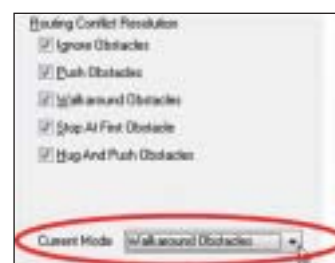 Routing Conflict Resolution
Ignore Obstacles
Push Obstacles
Walkaround Obstacles
Stop At First Obstacle
Hug And Push Obstacles
Current Mode Walkaround Obstacles